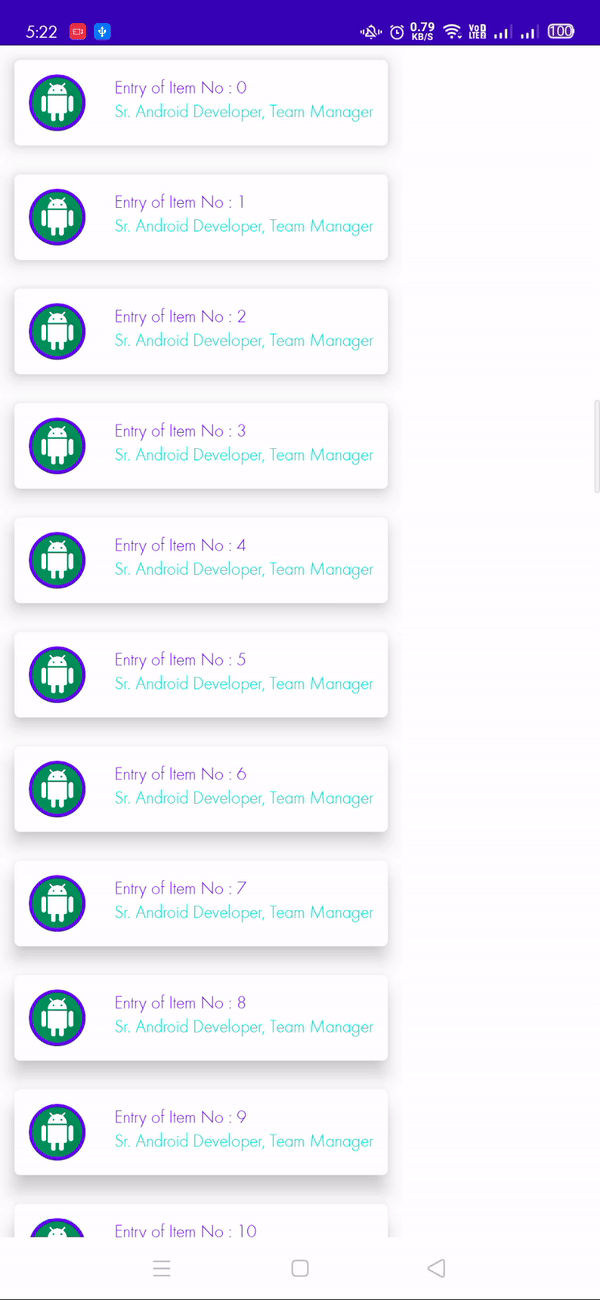 5:22
0.79
KB/S
Vo D
LTE 2
100
Entry of Item No : 0
Sr. Android Developer, Team Manager
Entry of Item No : 1
Sr. Android Developer, Team Manager
Entry of Item No : 2
Sr. Android Developer, Team Manager
Entry of Item No : 3
Sr. Android Developer, Team Manager
Entry of Item No : 4
Sr. Android Developer, Team Manager
Entry of Item No : 5
Sr. Android Developer, Team Manager
Entry of Item No : 6
Sr. Android Developer, Team Manager
Entry of Item No : 7
Sr. Android Developer, Team Manager
Entry of Item No : 8
Sr. Android Developer, Team Manager
Entry of Item No : 9
Sr. Android Developer, Team Manager
Entry of Item No : 10